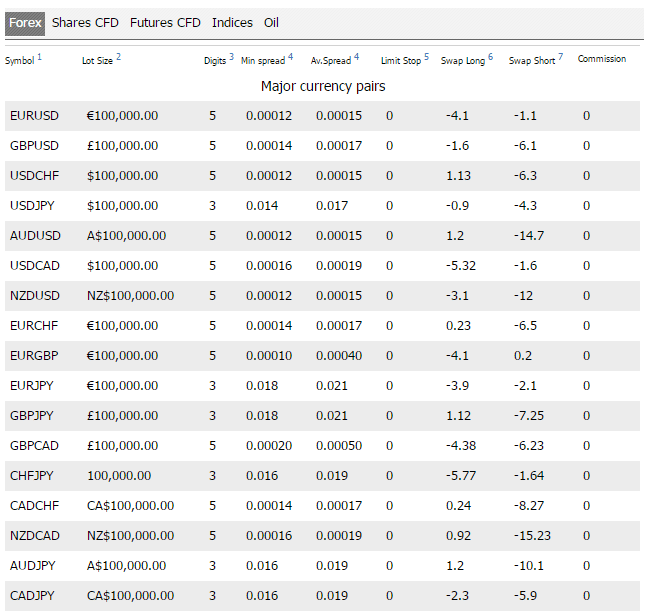 Forex Shares CFD Futures CFD Indices Oil
Symbol 1 Lot Size 2 Digits 3 Min spread 4 Av.Spread 4 Limit Stop 5 Swap Long 6 Swap Short 7 Commission
Major currency pairs
EURUSD €100,000.00 5 0.00012 0.00015 0 -4.1 -1.1 0
GBPUSD £100,000.00 5 0.00014 0.00017 0 -1.6 -6.1 0
USDCHF $100,000.00 5 0.00012 0.00015 0 1.13 -6.3 0
USDJPY $100,000.00 3 0.014 0.017 0 -0.9 -4.3 0
AUDUSD A$100,000.00 5 0.00012 0.00015 0 1.2 -14.7 0
USDCAD $100,000.00 5 0.00016 0.00019 0 -5.32 -1.6 0
NZDUSD NZ$100,000.00 5 0.00012 0.00015 0 -3.1 -12 0
EURCHF €100,000.00 5 0.00014 0.00017 0 0.23 -6.5 0
EURGBP €100,000.00 5 0.00010 0.00040 0 -4.1 0.2 0
EURJPY €100,000.00 3 0.018 0.021 0 -3.9 -2.1 0
GBPJPY £100,000.00 3 0.018 0.021 0 1.12 -7.25 0
GBPCAD £100,000.00 5 0.00020 0.00050 0 -4.38 -6.23 0
CHFJPY 100,000.00 3 0.016 0.019 0 -5.77 -1.64 0
CADCHF CA$100,000.00 5 0.00014 0.00017 0 0.24 -8.27 0
NZDCAD NZ$100,000.00 5 0.00016 0.00019 0 0.92 -15.23 0
AUDJPY A$100,000.00 3 0.016 0.019 0 1.2 -10.1 0
CADJPY CA$100,000.00 3 0.016 0.019 0 -2.3 -5.9 0